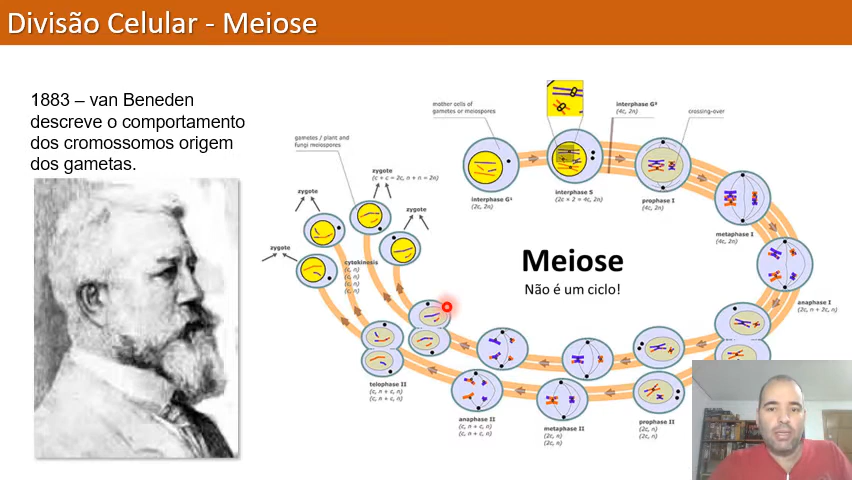 Divisão Celular - Meiose
1883 – van Beneden
descreve o comportamento
dos cromossomos origem
dos gametas.
mother cells of
gametes or meiospores
interphase G²
(4c, 2n)
crossing-over
gametes / plant and
fungi meiospores
zygote
(c + c = 2c, n + n = 2n)
zygote
zygote
zygote
interphase G¹
(2c, 2n)
interphase S
(2c × 2 = 4c, 2n)
prophase I
(4c, 2n)
metaphase I
(4c, 2n)
anaphase I
(2c, n + 2c, n)
cytokinesis
(c, n)
(c, n)
(c, n)
(c, n)
Meiose
Não é um ciclo!
telophase II
(c, n + c, n)
(c, n + c, n)
anaphase II
(c, n + c, n)
(c, n + c, n)
metaphase II
(2c, n)
(2c, n)
prophase II
(2c, n)
(2c, n)